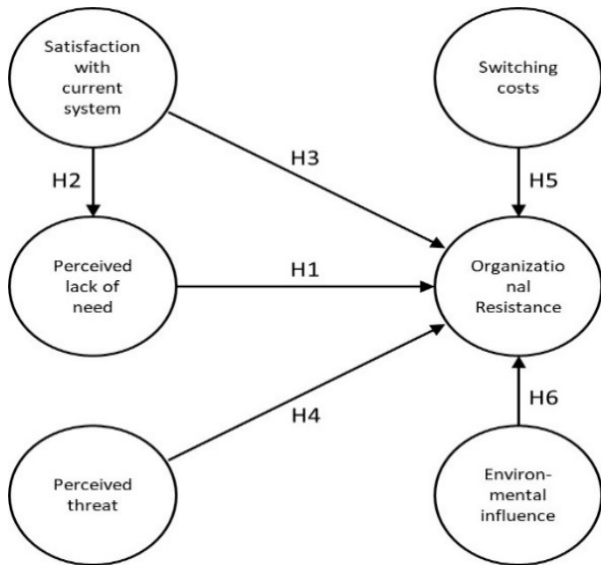 Satisfaction
with
current
system
Switching
costs
H3
H2
H5
Perceived
lack of
need
H1
Organizatio
nal
Resistance
H4
H6
Perceived
threat
Environ-
mental
influence